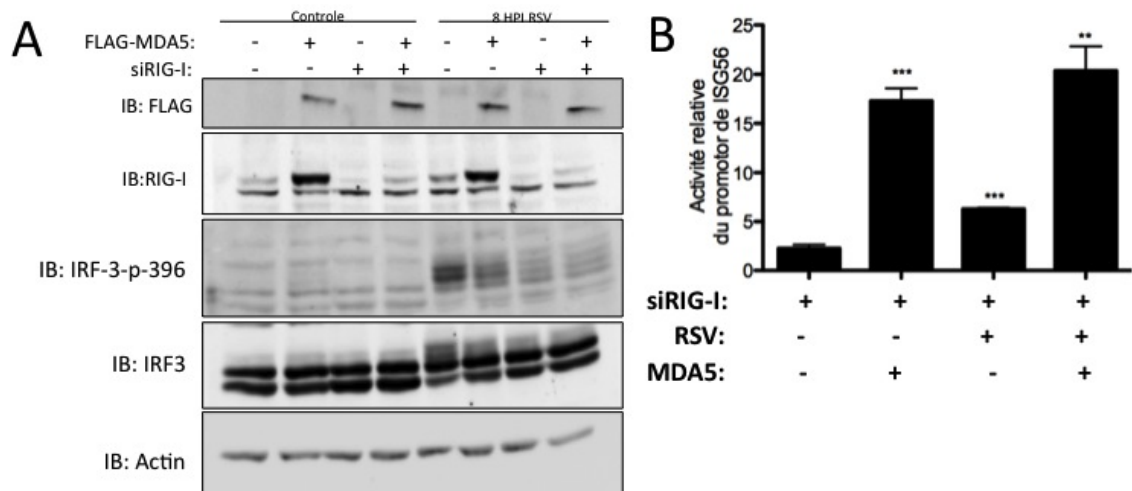 A
Controle
8 HPI RSV
FLAG-MDA5: - + - + - + - +
siRIG-I: - - + + - - + +
IB: FLAG
IB:RIG-I
IB: IRF-3-p-396
IB: IRF3
IB: Actin
B
Activité relative
du promotor de ISG56
25
20
15
10
5
0
***
***
**
siRIG-I: + + + +
RSV: - - + +
MDA5: - + - +